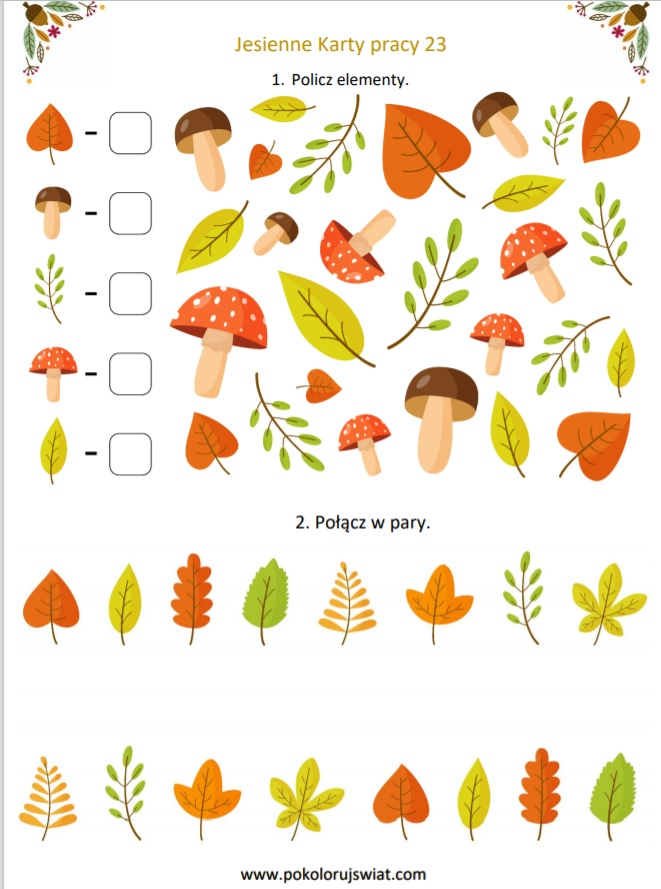 Jesienne Karty pracy 23
1. Policz elementy.
-
-
-
-
-
2. Połącz w pary.
www.pokolorujswiat.com